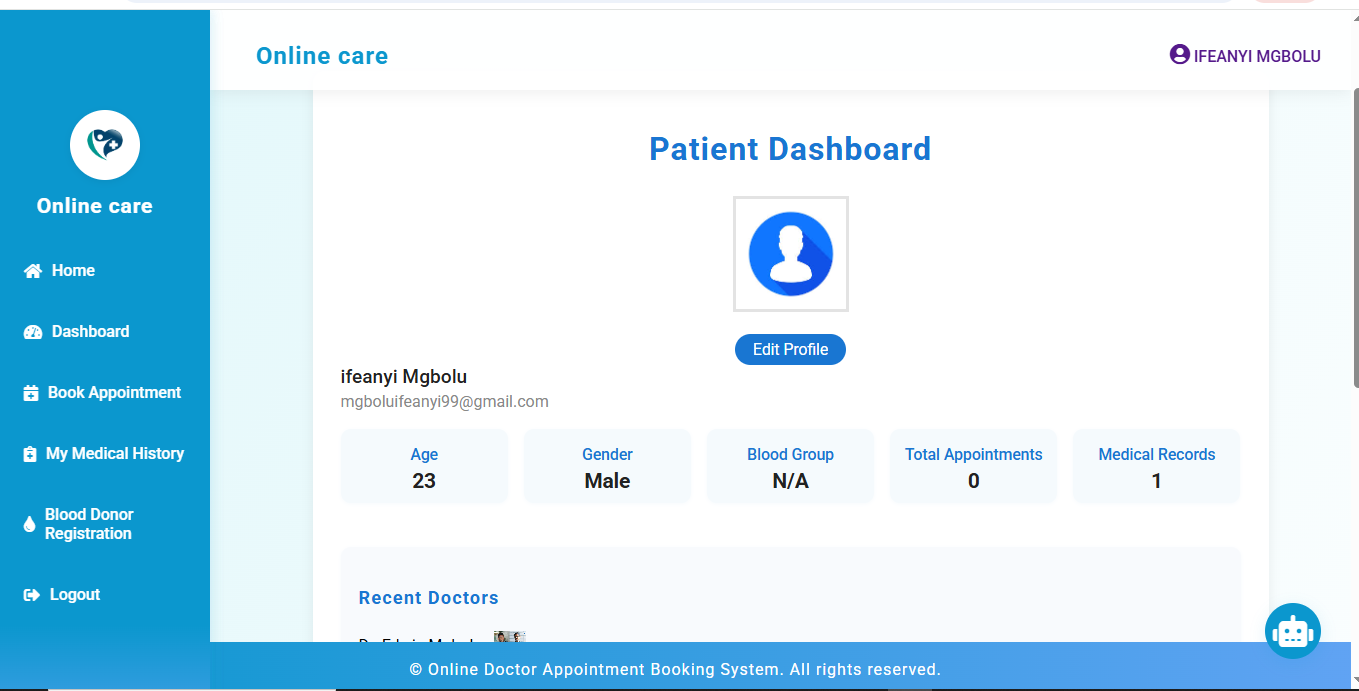 Online care
IFEANYI MGBOLU
Online care
Home
Dashboard
Book Appointment
My Medical History
Blood Donor
Registration
Logout
Patient Dashboard
Edit Profile
ifeanyi Mgbolu
mgboluifeanyi99@gmail.com
Age
23
Gender
Male
Blood Group
N/A
Total Appointments
0
Medical Records
1
Recent Doctors
© Online Doctor Appointment Booking System. All rights reserved.